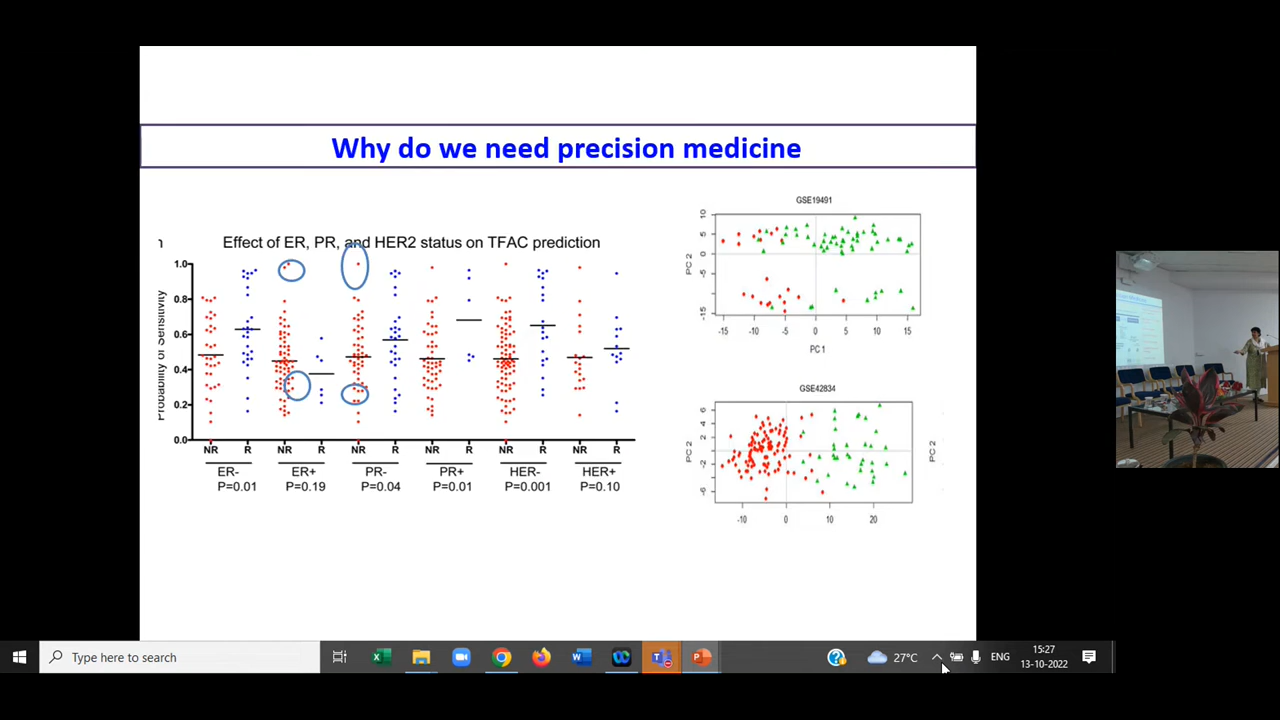 Why do we need precision medicine
Effect of ER, PR, and HER2 status on TFAC prediction
Probability of Sensitivity
1.0
0.8
0.6
0.4
0.2
0.0
NR R NR R NR R NR R NR R NR R
ER- ER+ PR- PR+ HER- HER+
P=0.01 P=0.19 P=0.04 P=0.01 P=0.001 P=0.10
GSE19491
PC 2
10
5
0
-5
-15
-15 -10 -5 0 5 10 15
PC 1
GSE42834
PC 2
6
4
2
-2
-6
-10 0 10 20
PC 2
Type here to search
27°C
ENG
15:27
13-10-2022